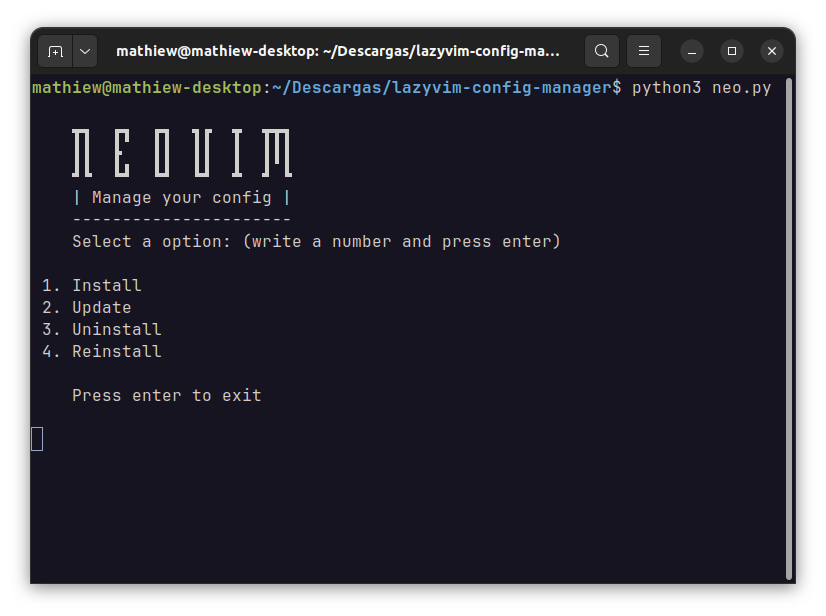 mathiew@mathiew-desktop: ~/Descargas/lazyvim-config-ma...
mathiew@mathiew-desktop:~/Descargas/lazyvim-config-manager$ python3 neo.py
NEOVIM
| Manage your config |
----------------------
Select a option: (write a number and press enter)
1. Install
2. Update
3. Uninstall
4. Reinstall
Press enter to exit